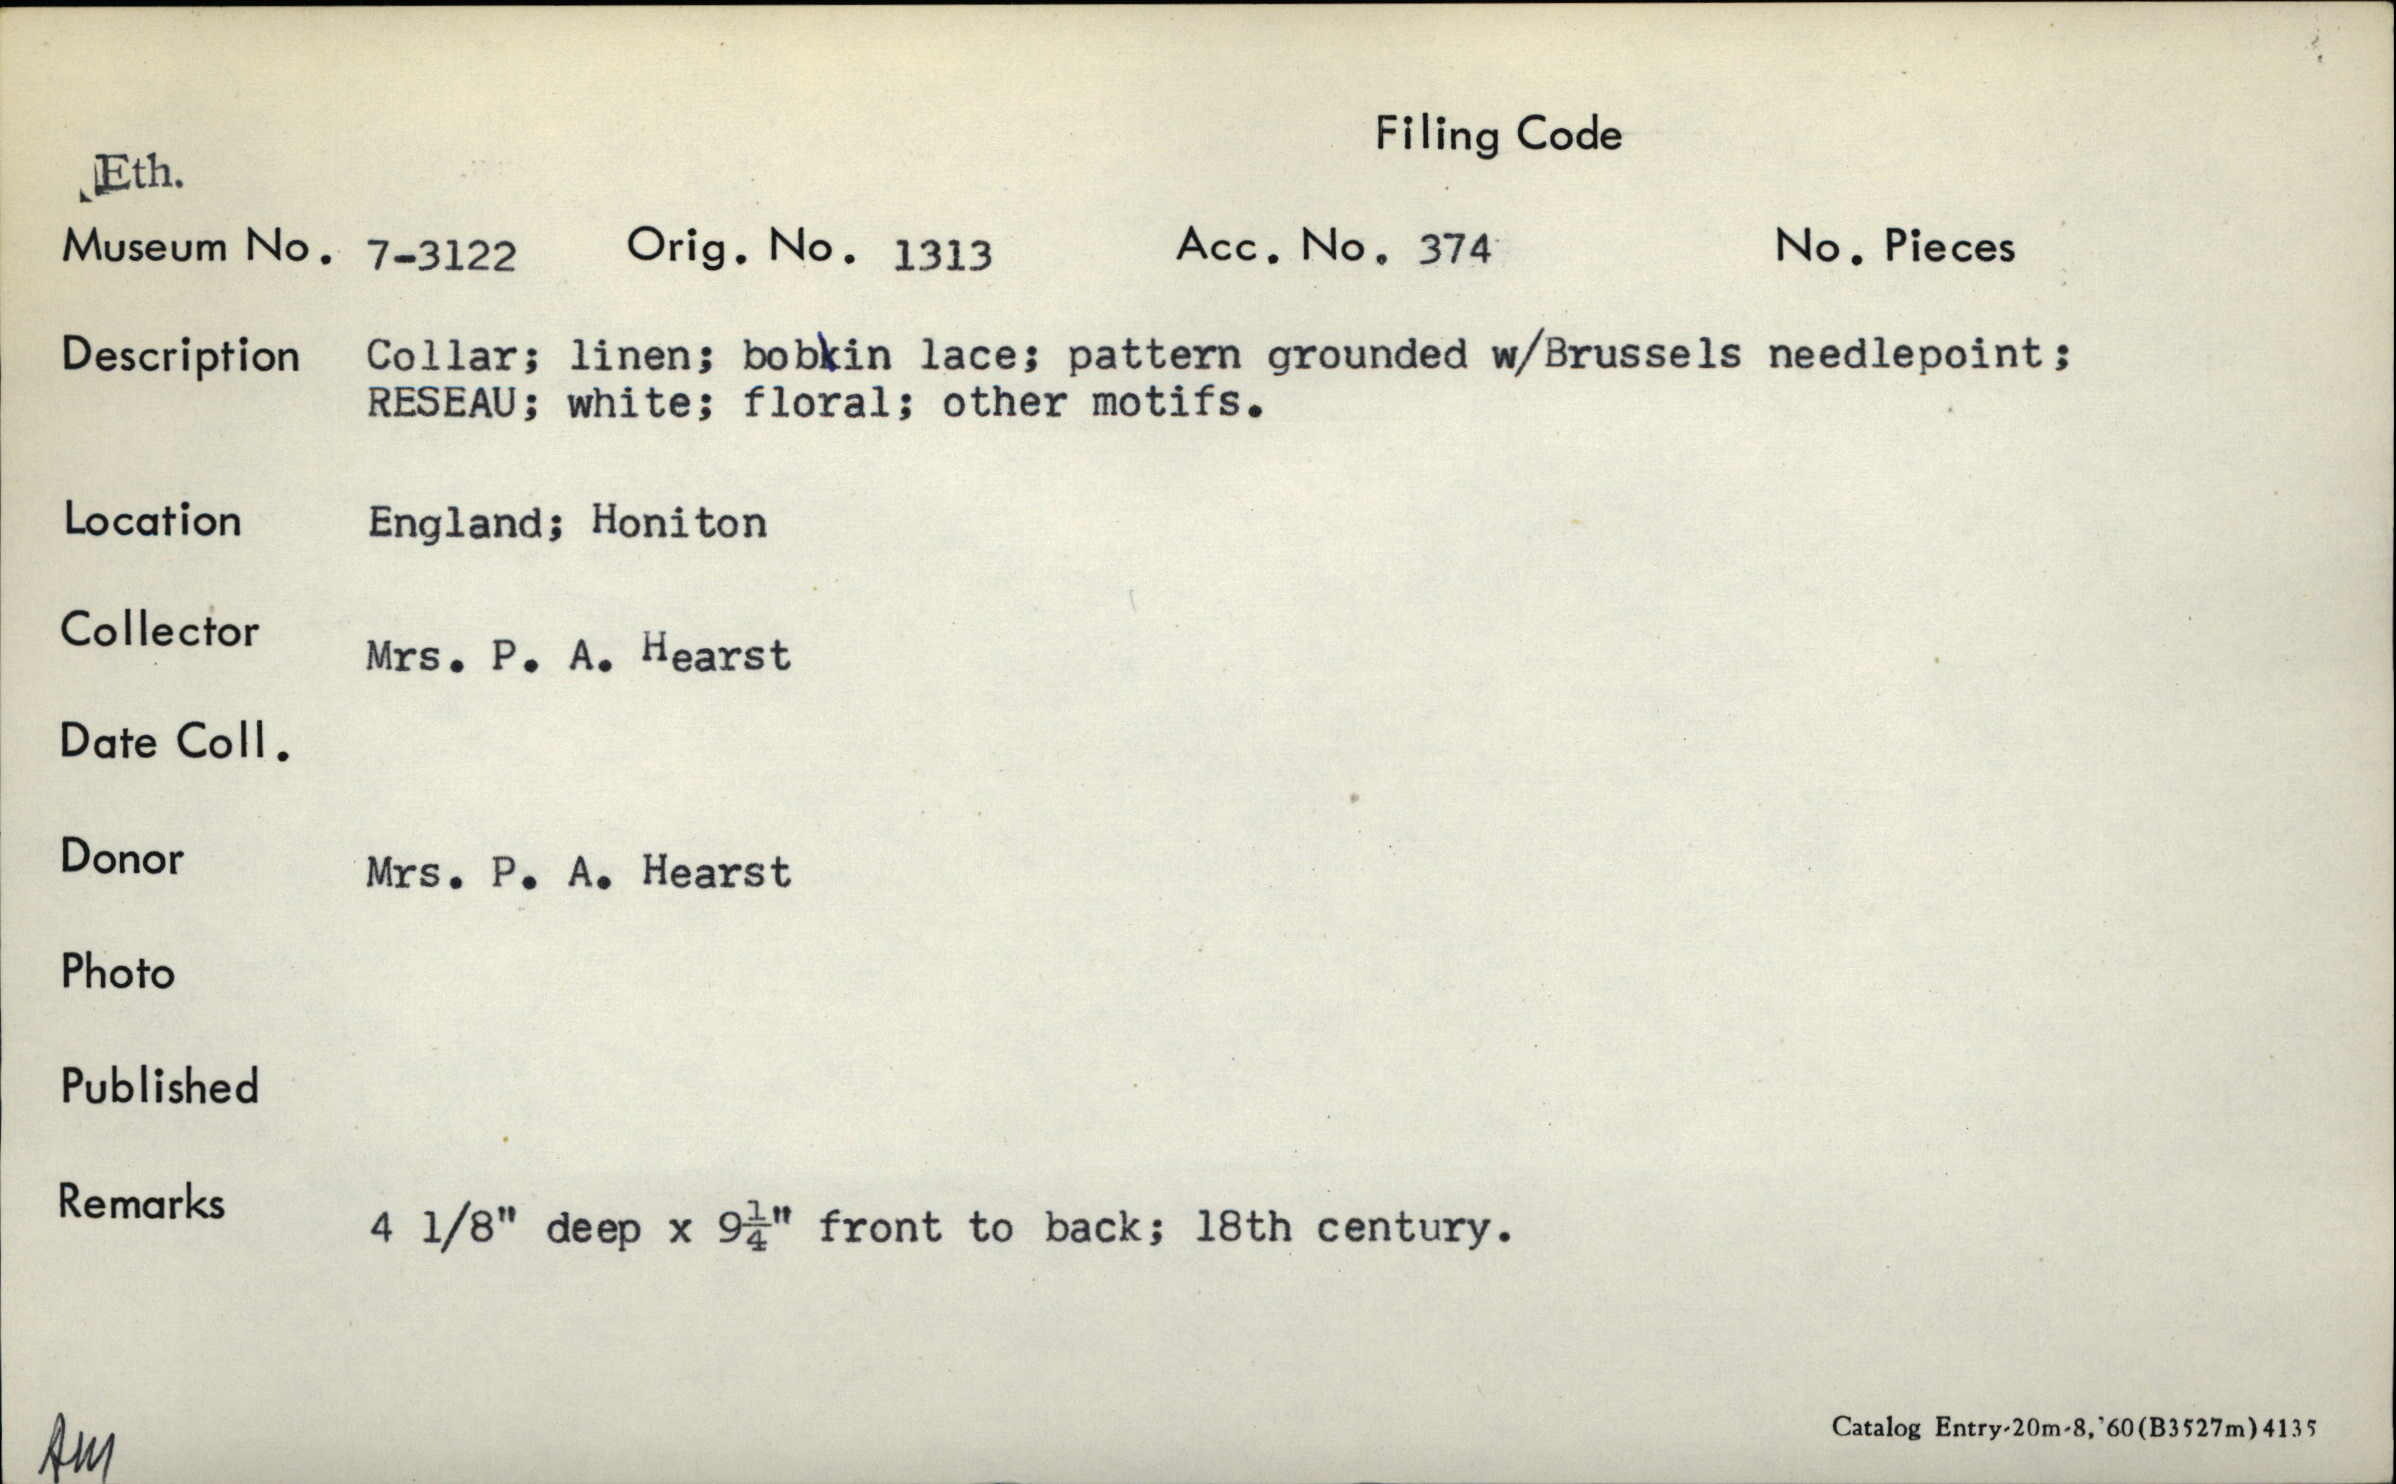 Filing Code
Eth.
Museum No. 7-3122 Orig. No. 1313 Acc. No. 374 No. Pieces
Description Collar; linen; bobkin lace; pattern grounded w/Brussels needlepoint;
RESEAU; white; floral; other motifs.
Location England; Honiton
Collector Mrs. P. A. Hearst
Date Coll.
Donor Mrs. P. A. Hearst
Photo
Published
Remarks 4 1/8" deep x 9¼" front to back; 18th century.
AM
Catalog Entry-20m-8,'60(B3527m)4135